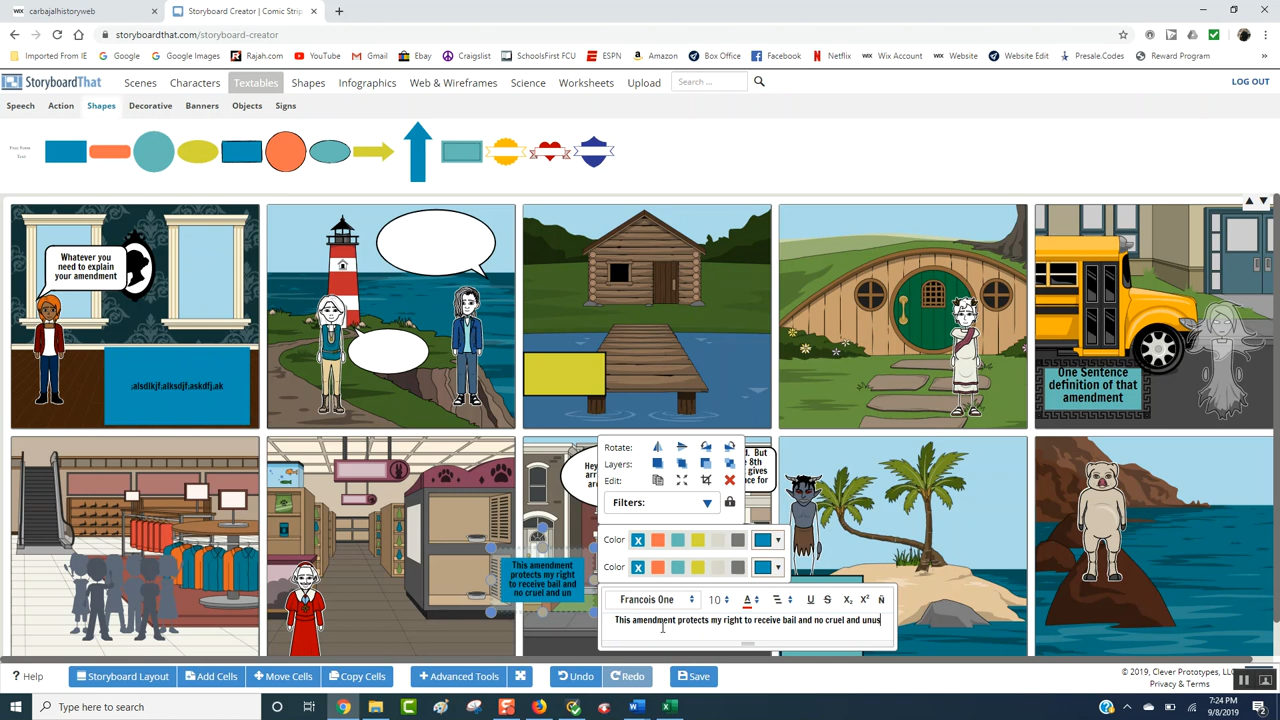 carbajalhistoryweb
Storyboard Creator | Comic Strip
storyboardthat.com/storyboard-creator
Imported From IE
Google
Google Images
Rajah.com
YouTube
Gmail
Ebay
Craigslist
SchoolsFirst FCU
ESPN
Amazon
Box Office
Facebook
Netflix
Wix Account
Website
Website Edit
Presale.Codes
Reward Program
StoryboardThat
Scenes
Characters
Textables
Shapes
Infographics
Web & Wireframes
Science
Worksheets
Upload
Search ...
LOG OUT
Speech
Action
Shapes
Decorative
Banners
Objects
Signs
Whatever you
need to explain
your amendment
;alsdlkjf;alksdjf;askdfj;ak
One Sentence
definition of that
amendment
Rotate:
Layers:
Edit:
Filters:
Color
Color
This amendment
protects my right
to receive bail and
no cruel and un
Francois One
10
This amendment protects my right to receive bail and no cruel and unus
? Help
Storyboard Layout
Add Cells
Move Cells
Copy Cells
Advanced Tools
Undo
Redo
Save
© 2019, Clever Prototypes, LL
Privacy & Terms
Type here to search
7:24 PM
9/8/2019